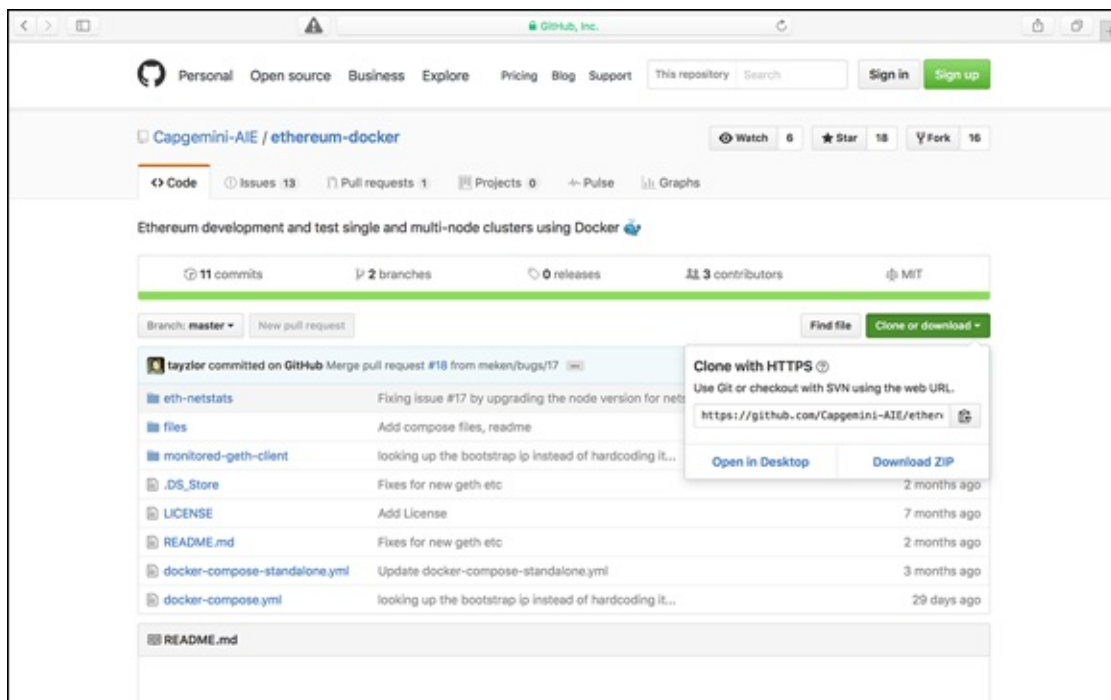 GitHub, Inc.
Personal Open source Business Explore Pricing Blog Support This repository Search Sign in Sign up
Capgemini-AIE / ethereum-docker Watch 6 Star 18 Fork 16
<> Code Issues 13 Pull requests 1 Projects 0 Pulse Graphs
Ethereum development and test single and multi-node clusters using Docker
11 commits 2 branches 0 releases 3 contributors MIT
Branch: master New pull request Find file Clone or download
tayzlor committed on GitHub Merge pull request #18 from meken/bugs/17 ...
Clone with HTTPS
Use Git or checkout with SVN using the web URL.
https://github.com/Capgemini-AIE/ether
Open in Desktop Download ZIP
eth-netstats Fixing issue #17 by upgrading the node version for nets
files Add compose files, readme
monitored-geth-client looking up the bootstrap ip instead of hardcoding it...
.DS_Store Fixes for new geth etc 2 months ago
LICENSE Add License 7 months ago
README.md Fixes for new geth etc 2 months ago
docker-compose-standalone.yml Update docker-compose-standalone.yml 3 months ago
docker-compose.yml looking up the bootstrap ip instead of hardcoding it... 29 days ago
README.md